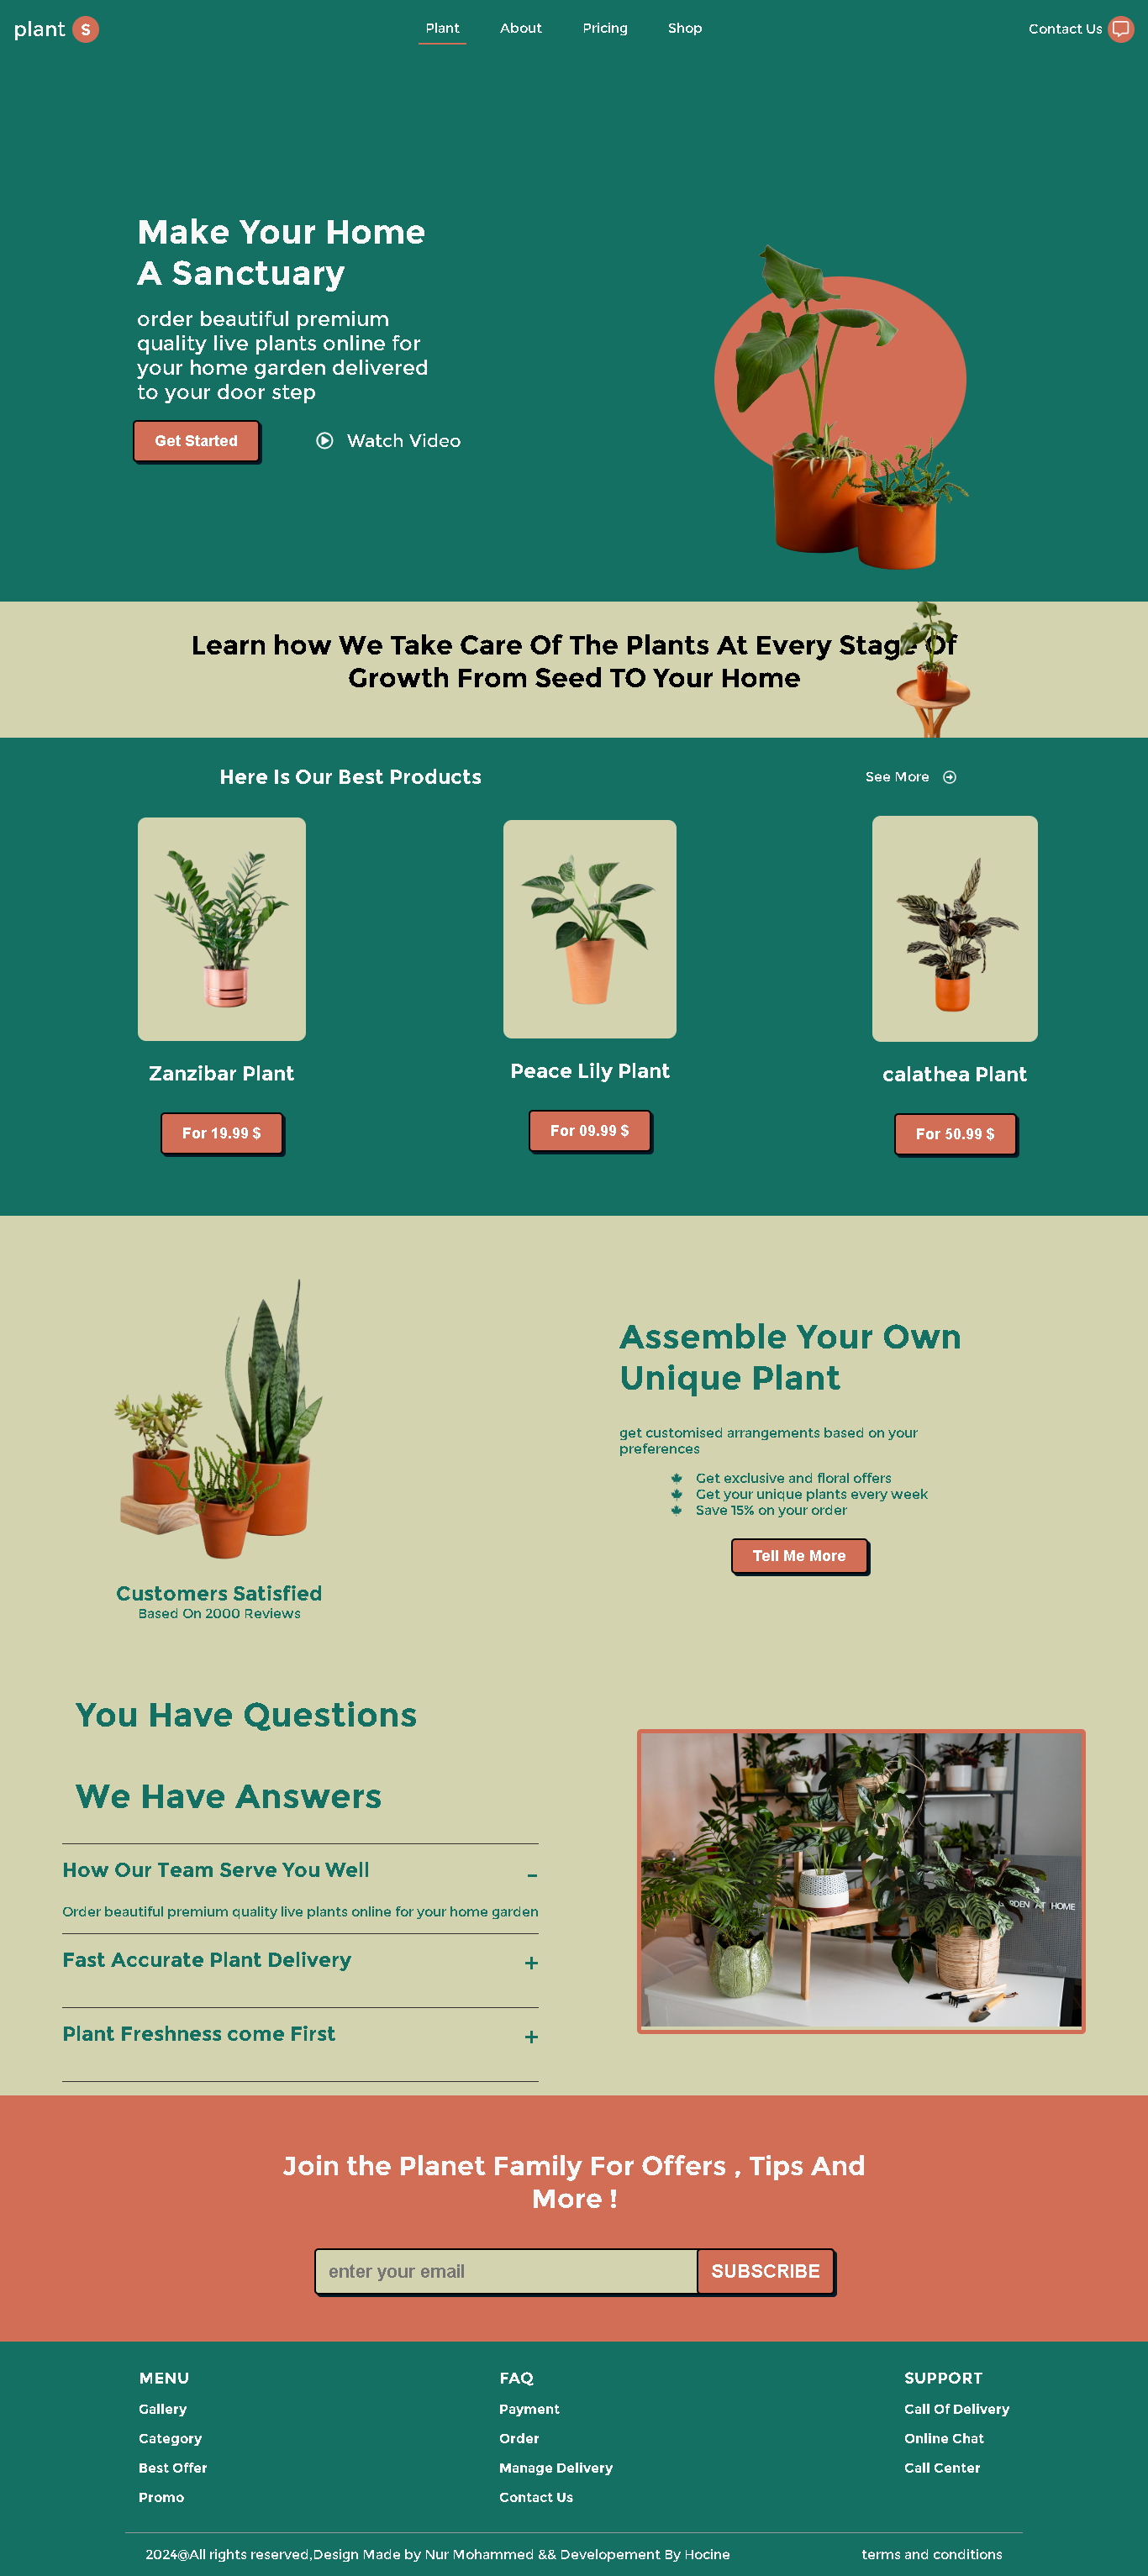 plant $
Plant
About
Pricing
Shop
Contact Us
Make Your Home
A Sanctuary
order beautiful premium
quality live plants online for
your home garden delivered
to your door step
Get Started
Watch Video
Learn how We Take Care Of The Plants At Every Stage Of
Growth From Seed TO Your Home
Here Is Our Best Products
See More
Zanzibar Plant
For 19.99 $
Peace Lily Plant
For 09.99 $
calathea Plant
For 50.99 $
Customers Satisfied
Based On 2000 Reviews
Assemble Your Own
Unique Plant
get customised arrangements based on your
preferences
Get exclusive and floral offers
Get your unique plants every week
Save 15% on your order
Tell Me More
You Have Questions
We Have Answers
How Our Team Serve You Well
-
Order beautiful premium quality live plants online for your home garden
Fast Accurate Plant Delivery
+
Plant Freshness come First
+
AT HOME
Join the Planet Family For Offers , Tips And
More !
enter your email
SUBSCRIBE
MENU
Gallery
Category
Best Offer
Promo
FAQ
Payment
Order
Manage Delivery
Contact Us
SUPPORT
Call Of Delivery
Online Chat
Call Center
2024@All rights reserved,Design Made by Nur Mohammed && Developement By Hocine
terms and conditions